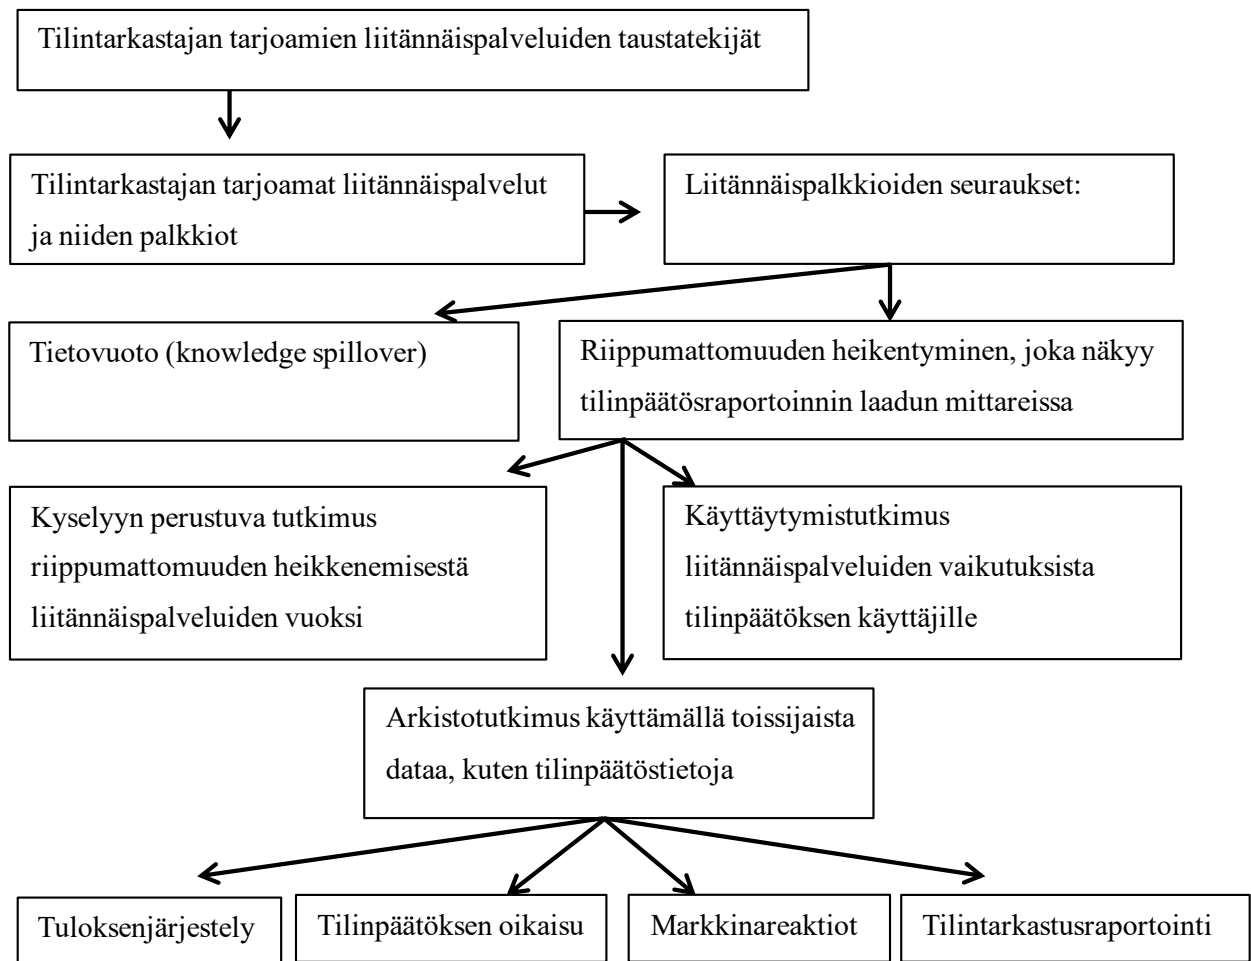 Tilintarkastajan tarjoamien liitännäispalveluiden taustatekijät
Tilintarkastajan tarjoamat liitännäispalvelut
ja niiden palkkiot
Liitännäispalkkioiden seuraukset:
Tietovuoto (knowledge spillover)
Riippumattomuuden heikentyminen, joka näkyy
tilinpäätösraportoinnin laadun mittareissa
Kyselyyn perustuva tutkimus
riippumattomuuden heikkenemisestä
liitännäispalveluiden vuoksi
Käyttäytymistutkimus
liitännäispalveluiden vaikutuksista
tilinpäätöksen käyttäjille
Arkistotutkimus käyttämällä toissijaista
dataa, kuten tilinpäätöstietoja
Tuloksenjärjestely
Tilinpäätöksen oikaisu
Markkinareaktiot
Tilintarkastusraportointi